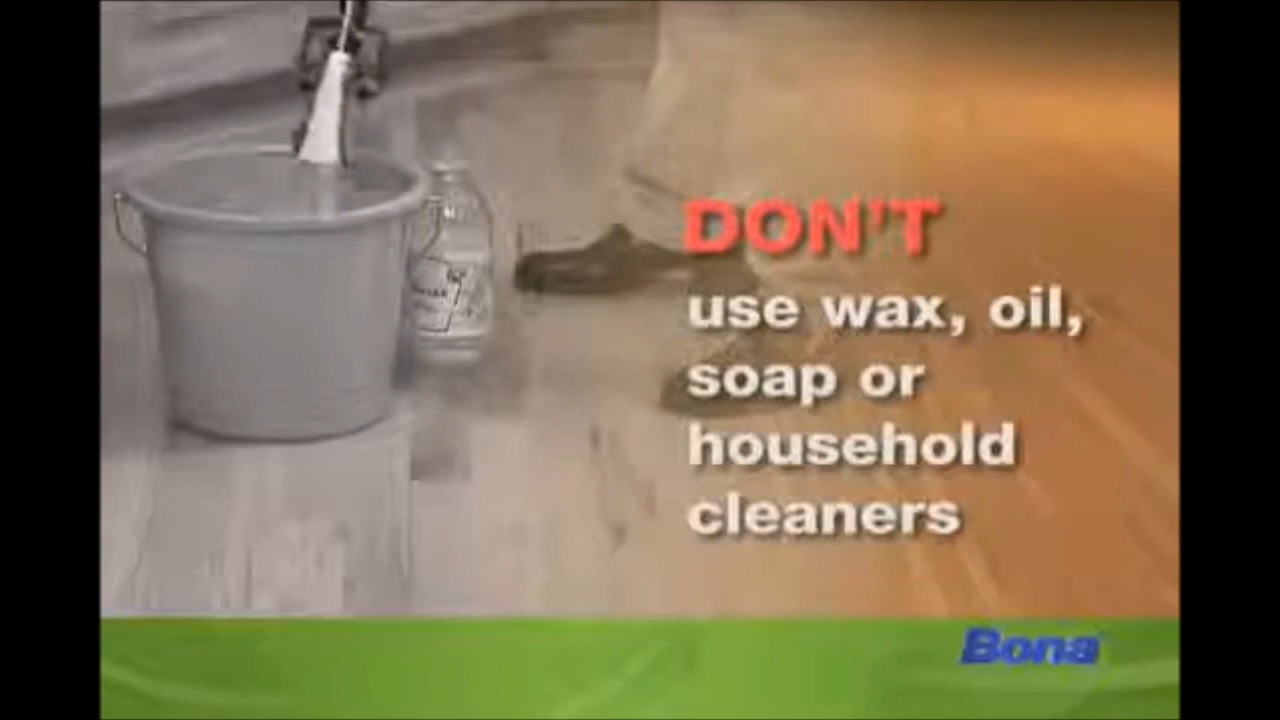 DON'T
use wax, oil,
soap or
household
cleaners
Bona